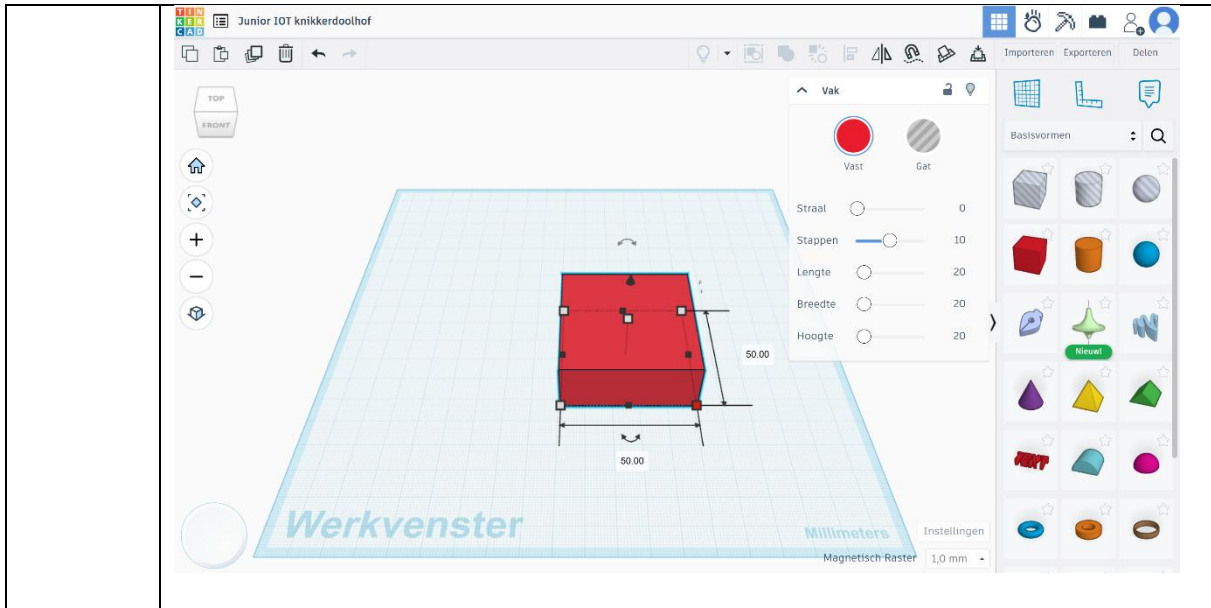 TIN
KER
CAD
Junior IOT knikkerdoolhof
Importeren Exporteren Delen
TOP
FRONT
Vak
Vast Gat
Basisvormen
Straal 0
Stappen 10
Lengte 20
Breedte 20
Hoogte 20
Nieuw!
50.00
50.00
Werkvenster
Millimeters
Instellingen
Magnetisch Raster 1,0 mm